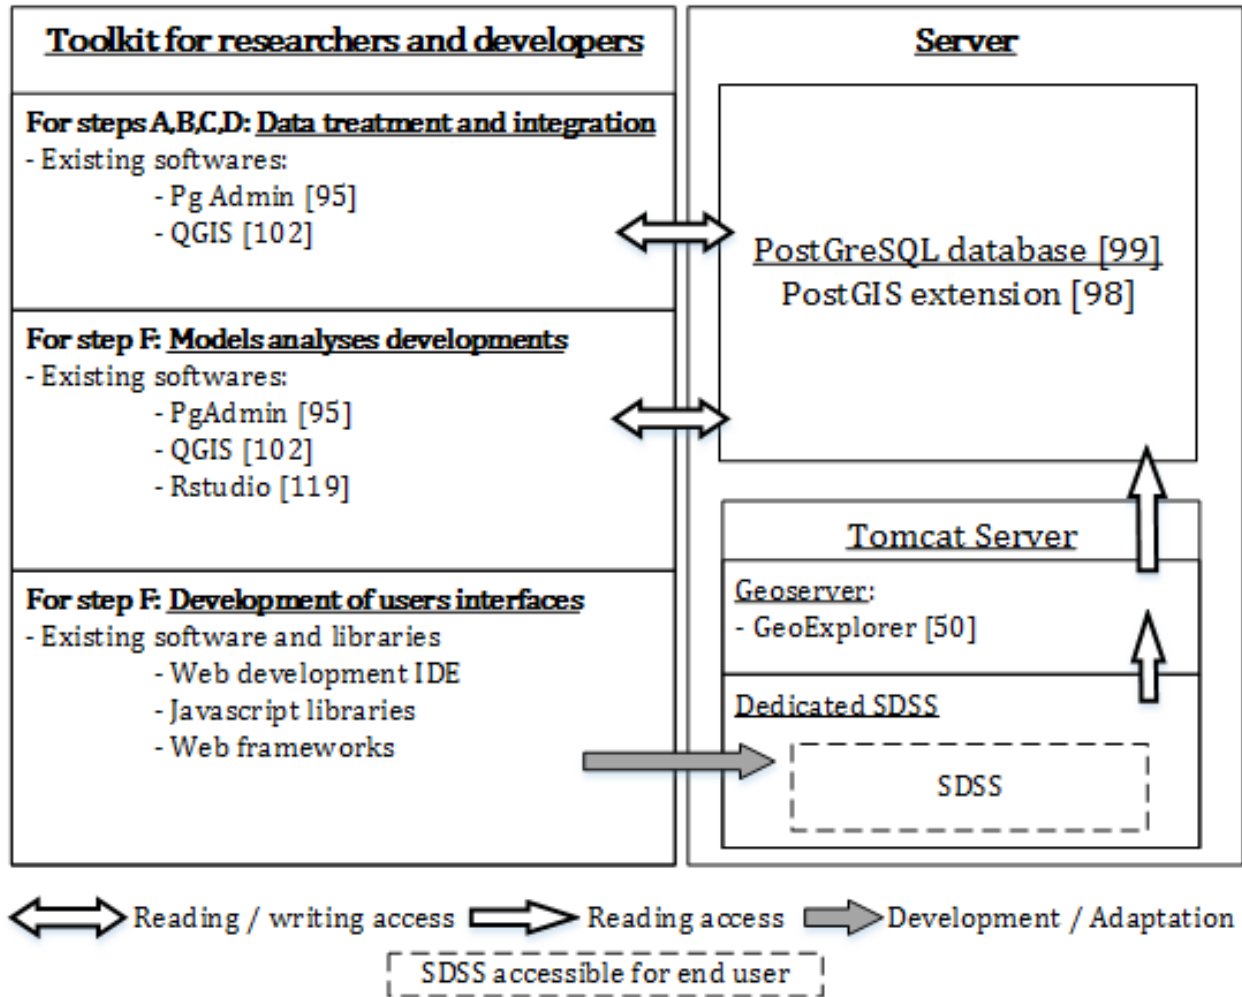 Toolkit for researchers and developers
For steps A,B,C,D: Data treatment and integration
- Existing softwares:
- Pg Admin [95]
- QGIS [102]
For step F: Models analyses developments
- Existing softwares:
- PgAdmin [95]
- QGIS [102]
- Rstudio [119]
For step F: Development of users interfaces
- Existing software and libraries
- Web development IDE
- Javascript libraries
- Web frameworks
Server
PostGreSQL database [99]
PostGIS extension [98]
Tomcat Server
Geoserver:
- GeoExplorer [50]
Dedicated SDSS
SDSS
Reading / writing access
Reading access
Development / Adaptation
SDSS accessible for end user